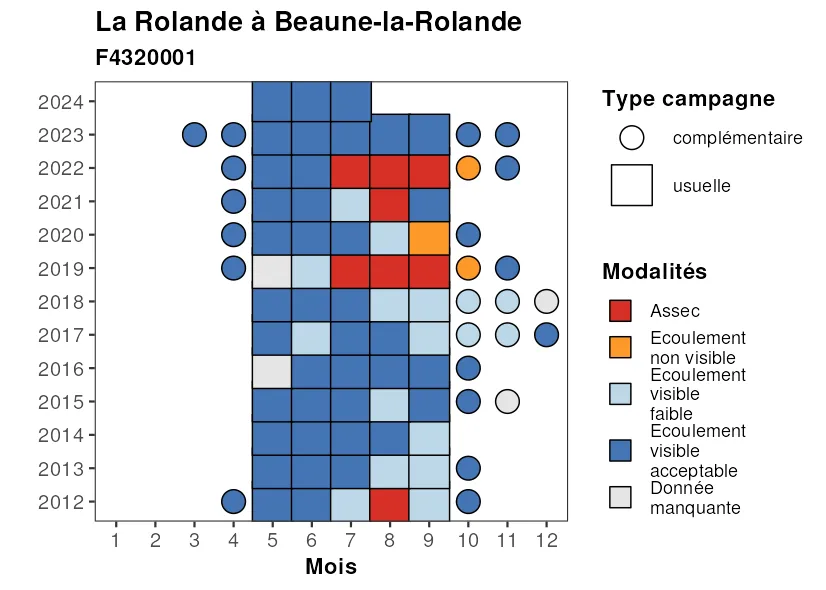 La Rolande à Beaune-la-Rolande
F4320001
2024
2023
2022
2021
2020
2019
2018
2017
2016
2015
2014
2013
2012
1 2 3 4 5 6 7 8 9 10 11 12
Mois
Type campagne
complémentaire
usuelle
Modalités
Assec
Ecoulement
non visible
Ecoulement
visible
faible
Ecoulement
visible
acceptable
Donnée
manquante